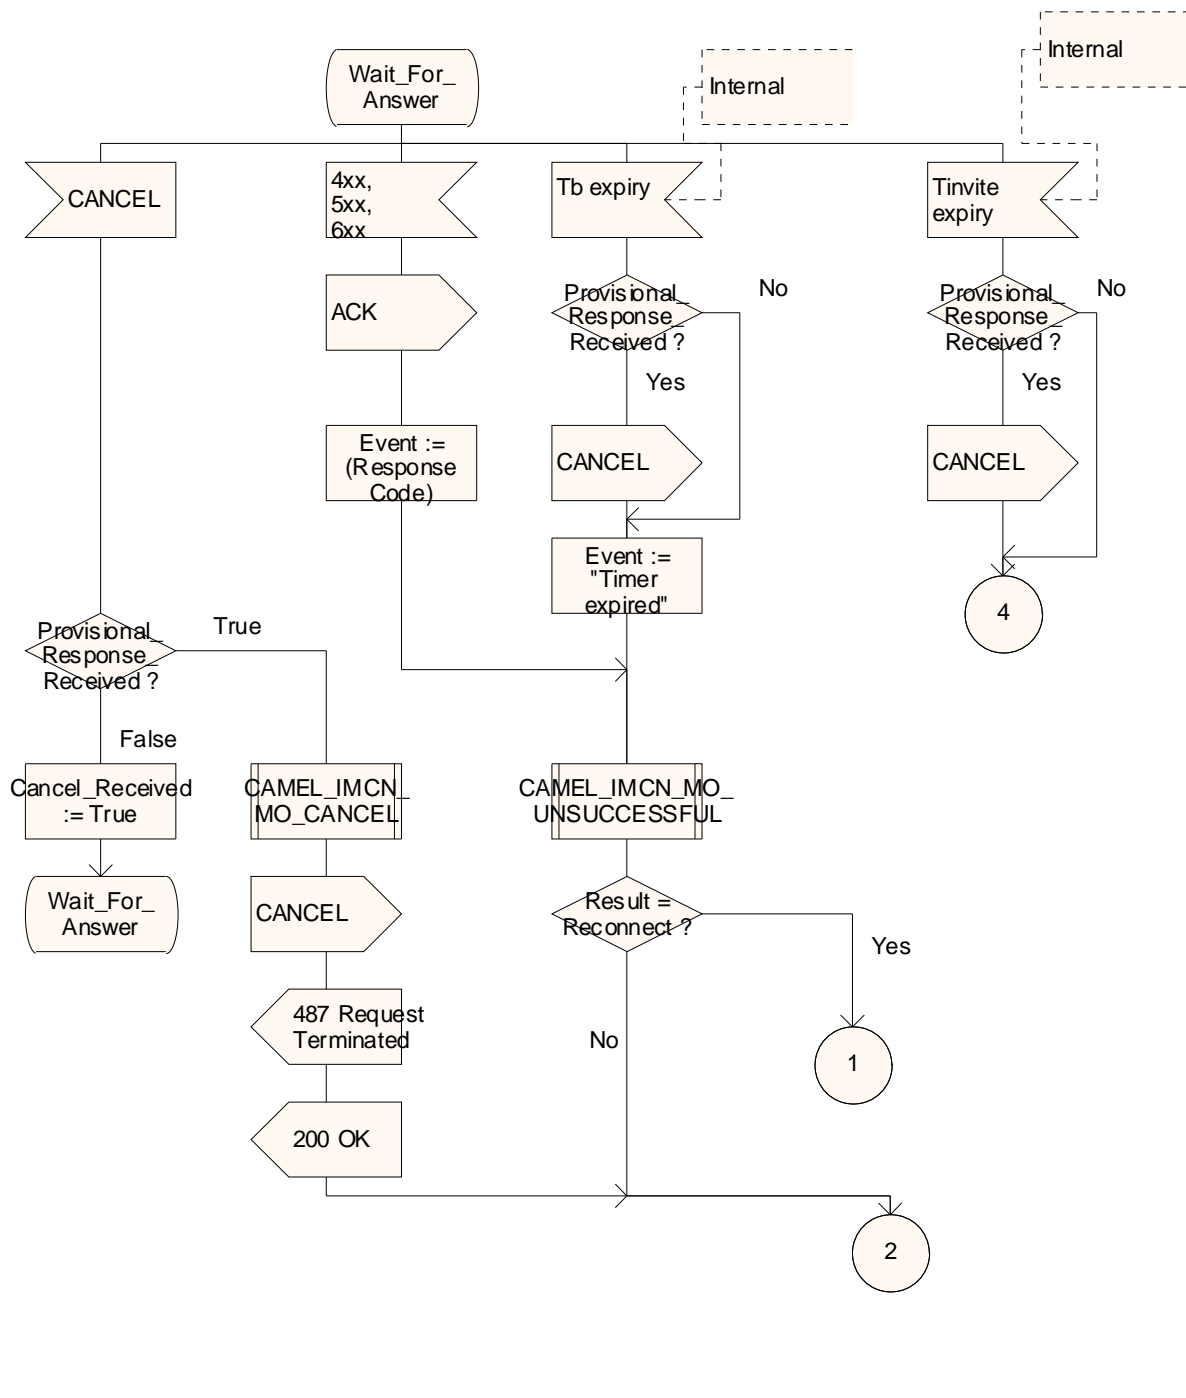 Internal
Wait_For_
Answer
Internal
CANCEL
4xx,
5xx,
6xx
Tb expiry
Tinvite
expiry
ACK
Provisional_
Response_
Received ?
No
Yes
Provisional_
Response_
Received ?
No
Yes
Event :=
(Response
Code)
CANCEL
CANCEL
Event :=
"Timer
expired"
4
Provisional_
Response_
Received ?
True
False
Cancel_Received
:= True
CAMEL_IMCN_
MO_CANCEL
CAMEL_IMCN_MO_
UNSUCCESSFUL
Wait_For_
Answer
CANCEL
Result =
Reconnect ?
Yes
487 Request
Terminated
No
1
200 OK
2